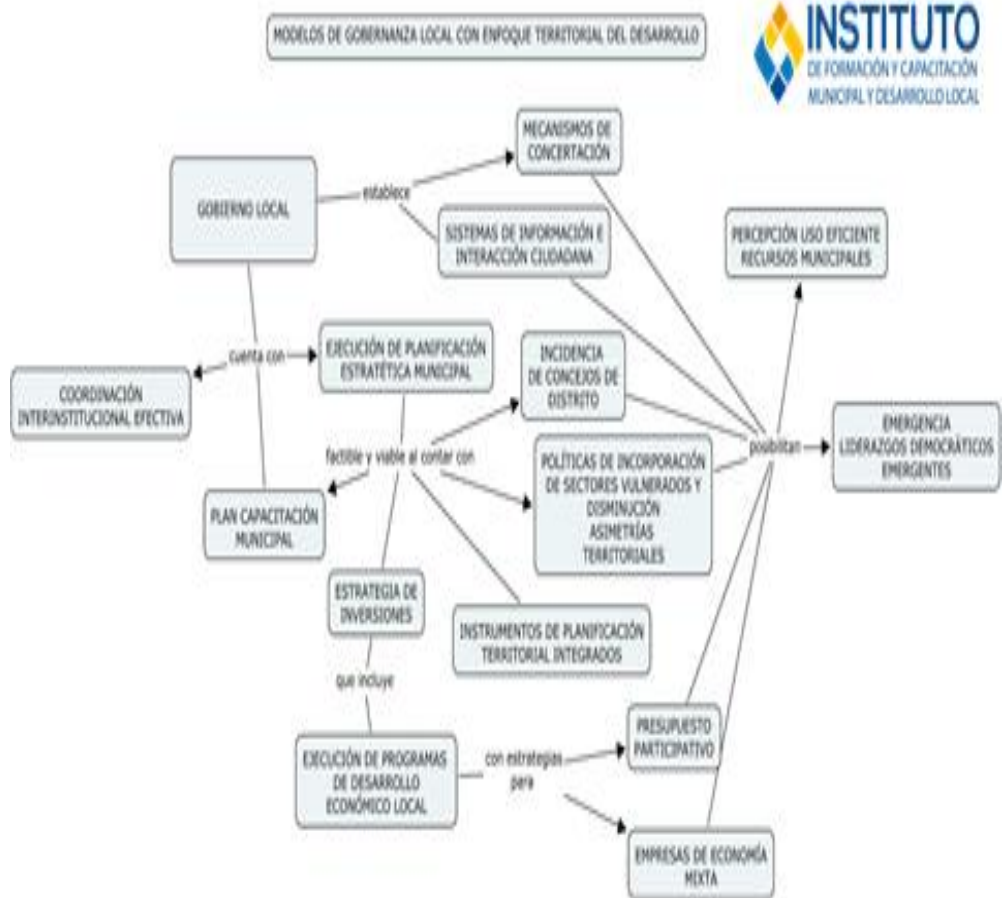 MODELOS DE GOBERNANZA LOCAL CON ENFOQUE TERRITORIAL DEL DESARROLLO
INSTITUTO
DE FORMACIÓN Y CAPACITACIÓN
MUNICIPAL Y DESARROLLO LOCAL
MECANISMOS DE
CONCERTACIÓN
GOBIERNO LOCAL
establece
SISTEMAS DE INFORMACIÓN E
INTERACCIÓN CIUDADANA
PERCEPCIÓN USO EFICIENTE
RECURSOS MUNICIPALES
cuenta con
EJECUCIÓN DE PLANIFICACIÓN
ESTRATÉTICA MUNICIPAL
INCIDENCIA
DE CONCEJOS DE
DISTRITO
COORDINACIÓN
INTERINSTITUCIONAL EFECTIVA
factible y viable al contar con
POLÍTICAS DE INCORPORACIÓN
DE SECTORES VULNERADOS Y
DISMINUCIÓN
ASIMETRÍAS
TERRITORIALES
posibilitan
EMERGENCIA
LIDERAZGOS DEMOCRÁTICOS
EMERGENTES
PLAN CAPACITACIÓN
MUNICIPAL
ESTRATEGIA DE
INVERSIONES
INSTRUMENTOS DE PLANIFICACIÓN
TERRITORIAL INTEGRADOS
que incluye
EJECUCIÓN DE PROGRAMAS
DE DESARROLLO
ECONÓMICO LOCAL
con estrategias
para
PRESUPUESTO
PARTICIPATIVO
EMPRESAS DE ECONOMÍA
MIXTA